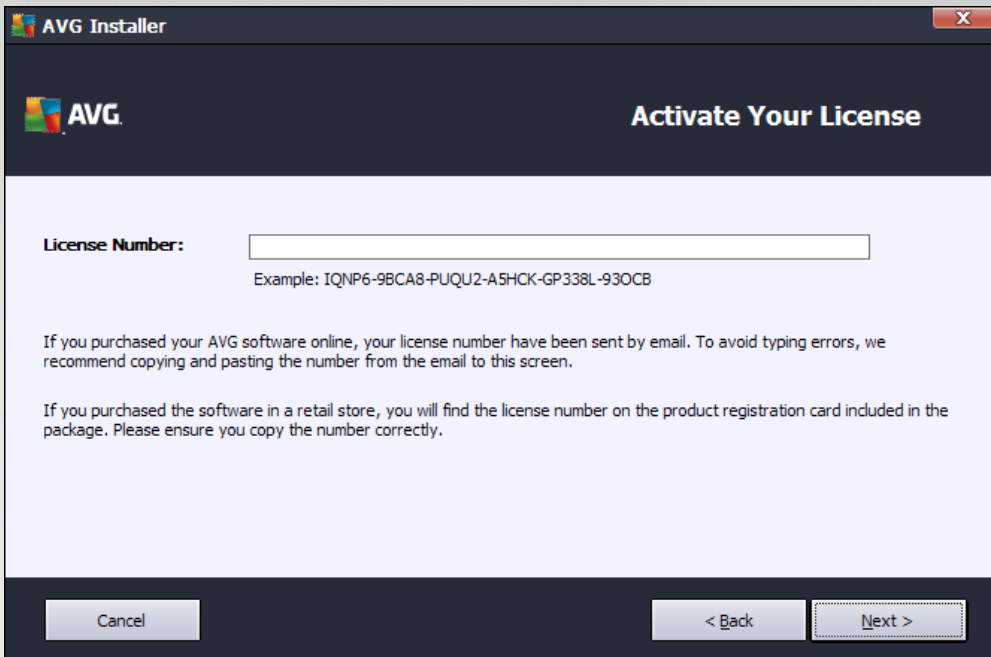 AVG Installer
X
AVG.
Activate Your License
License Number:
Example: IQNP6-9BCA8-PUQU2-A5HCK-GP338L-93OCB
If you purchased your AVG software online, your license number have been sent by email. To avoid typing errors, we
recommend copying and pasting the number from the email to this screen.
If you purchased the software in a retail store, you will find the license number on the product registration card included in the
package. Please ensure you copy the number correctly.
Cancel
< Back
Next >